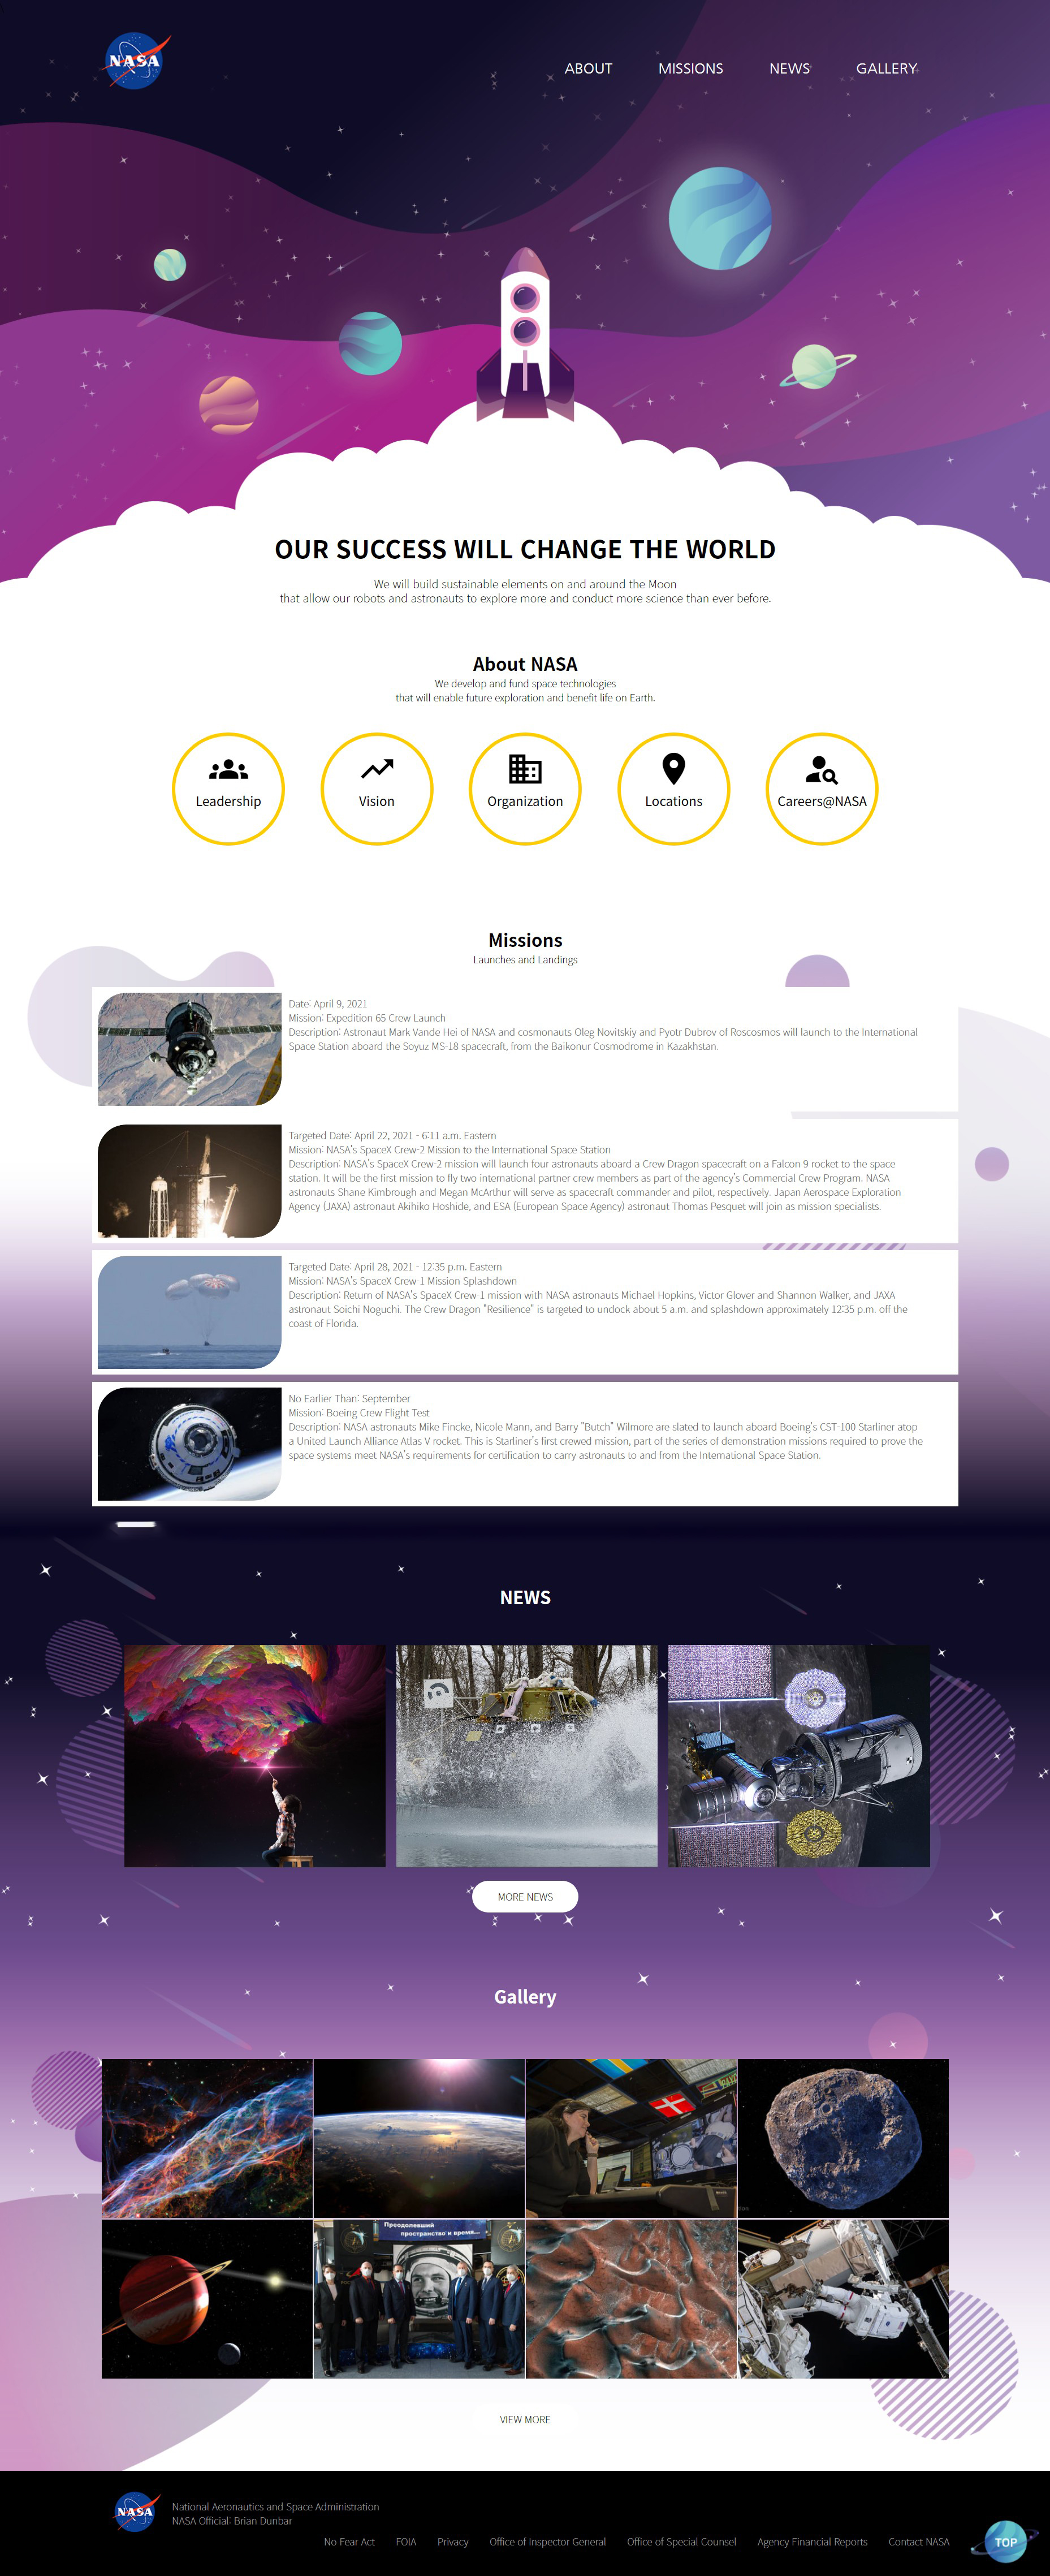 NASA
ABOUT MISSIONS NEWS GALLERY
OUR SUCCESS WILL CHANGE THE WORLD
We will build sustainable elements on and around the Moon
that allow our robots and astronauts to explore more and conduct more science than ever before.
About NASA
We develop and fund space technologies
that will enable future exploration and benefit life on Earth.
Leadership
Vision
Organization
Locations
Careers@NASA
Missions
Launches and Landings
Date: April 9, 2021
Mission: Expedition 65 Crew Launch
Description: Astronaut Mark Vande Hei of NASA and cosmonauts Oleg Novitskiy and Pyotr Dubrov of Roscosmos will launch to the International
Space Station aboard the Soyuz MS-18 spacecraft, from the Baikonur Cosmodrome in Kazakhstan.
Targeted Date: April 22, 2021 - 6:11 a.m. Eastern
Mission: NASA's SpaceX Crew-2 Mission to the International Space Station
Description: NASA's SpaceX Crew-2 mission will launch four astronauts aboard a Crew Dragon spacecraft on a Falcon 9 rocket to the space
station. It will be the first mission to fly two international partner crew members as part of the agency's Commercial Crew Program. NASA
astronauts Shane Kimbrough and Megan McArthur will serve as spacecraft commander and pilot, respectively. Japan Aerospace Exploration
Agency (JAXA) astronaut Akihiko Hoshide, and ESA (European Space Agency) astronaut Thomas Pesquet will join as mission specialists.
Targeted Date: April 28, 2021 - 12:35 p.m. Eastern
Mission: NASA's SpaceX Crew-1 Mission Splashdown
Description: Return of NASA's SpaceX Crew-1 mission with NASA astronauts Michael Hopkins, Victor Glover and Shannon Walker, and JAXA
astronaut Soichi Noguchi. The Crew Dragon "Resilience" is targeted to undock about 5 a.m. and splashdown approximately 12:35 p.m. off the
coast of Florida.
No Earlier Than: September
Mission: Boeing Crew Flight Test
Description: NASA astronauts Mike Fincke, Nicole Mann, and Barry "Butch" Wilmore are slated to launch aboard Boeing's CST-100 Starliner atop
a United Launch Alliance Atlas V rocket. This is Starliner's first crewed mission, part of the series of demonstration missions required to prove the
space systems meet NASA's requirements for certification to carry astronauts to and from the International Space Station.
NEWS
MORE NEWS
Gallery
Преодолевший
пространство и время...
VIEW MORE
NASA
National Aeronautics and Space Administration
NASA Official: Brian Dunbar
No Fear Act FOIA Privacy Office of Inspector General Office of Special Counsel Agency Financial Reports Contact NASA
TOP